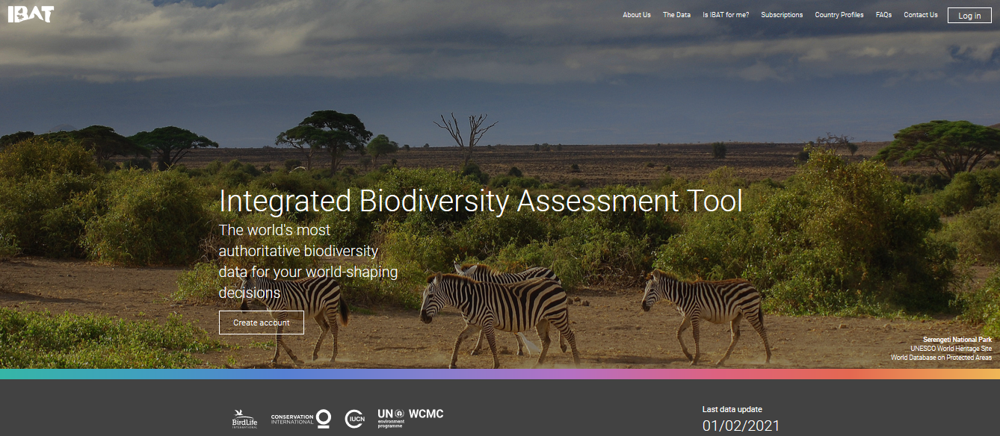 IBAT
About Us The Data Is IBAT for me? Subscriptions Country Profiles FAQs Contact Us Log in
Integrated Biodiversity Assessment Tool
The world's most
authoritative biodiversity
data for your world-shaping
decisions
Create account
Serengeti National Park
UNESCO World Heritage Site
World Database on Protected Areas
BirdLife
INTERNATIONAL
CONSERVATION
INTERNATIONAL
IUCN
UN WCMC
environment
programme
Last data update
01/02/2021